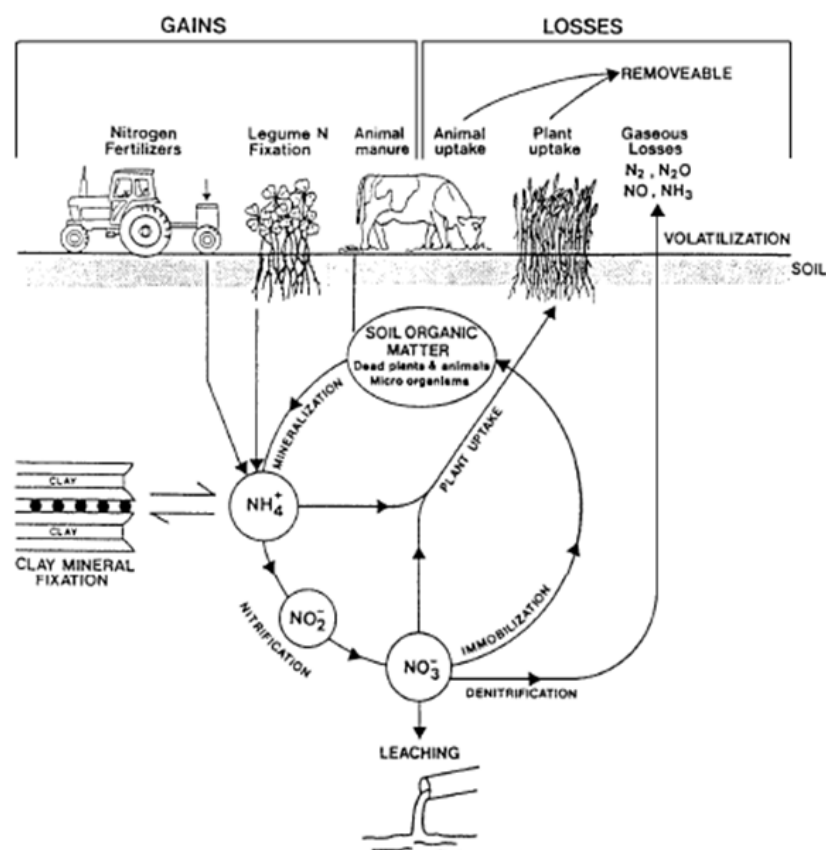 GAINS
LOSSES
REMOVEABLE
Nitrogen
Fertilizers
Legume N
Fixation
Animal
manure
Animal
uptake
Plant
uptake
Gaseous
Losses
N₂ , N₂O
NO , NH₃
VOLATILIZATION
SOIL
SOIL ORGANIC
MATTER
Dead plants & animals
Micro organisms
MINERALIZATION
PLANT UPTAKE
CLAY
CLAY
CLAY MINERAL
FIXATION
NH₄⁺
NITRIFICATION
NO₂⁻
NO₃⁻
IMMOBILIZATION
DENITRIFICATION
LEACHING